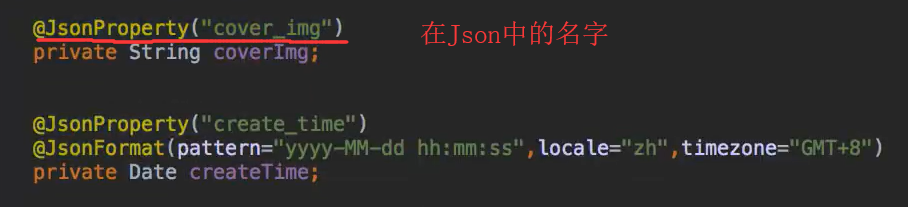 @JsonProperty("cover_img") 在Json中的名字
private String coverImg;
@JsonProperty("create_time")
@JsonFormat(pattern="yyyy-MM-dd hh:mm:ss",locale="zh",timezone="GMT+8")
private Date createTime;